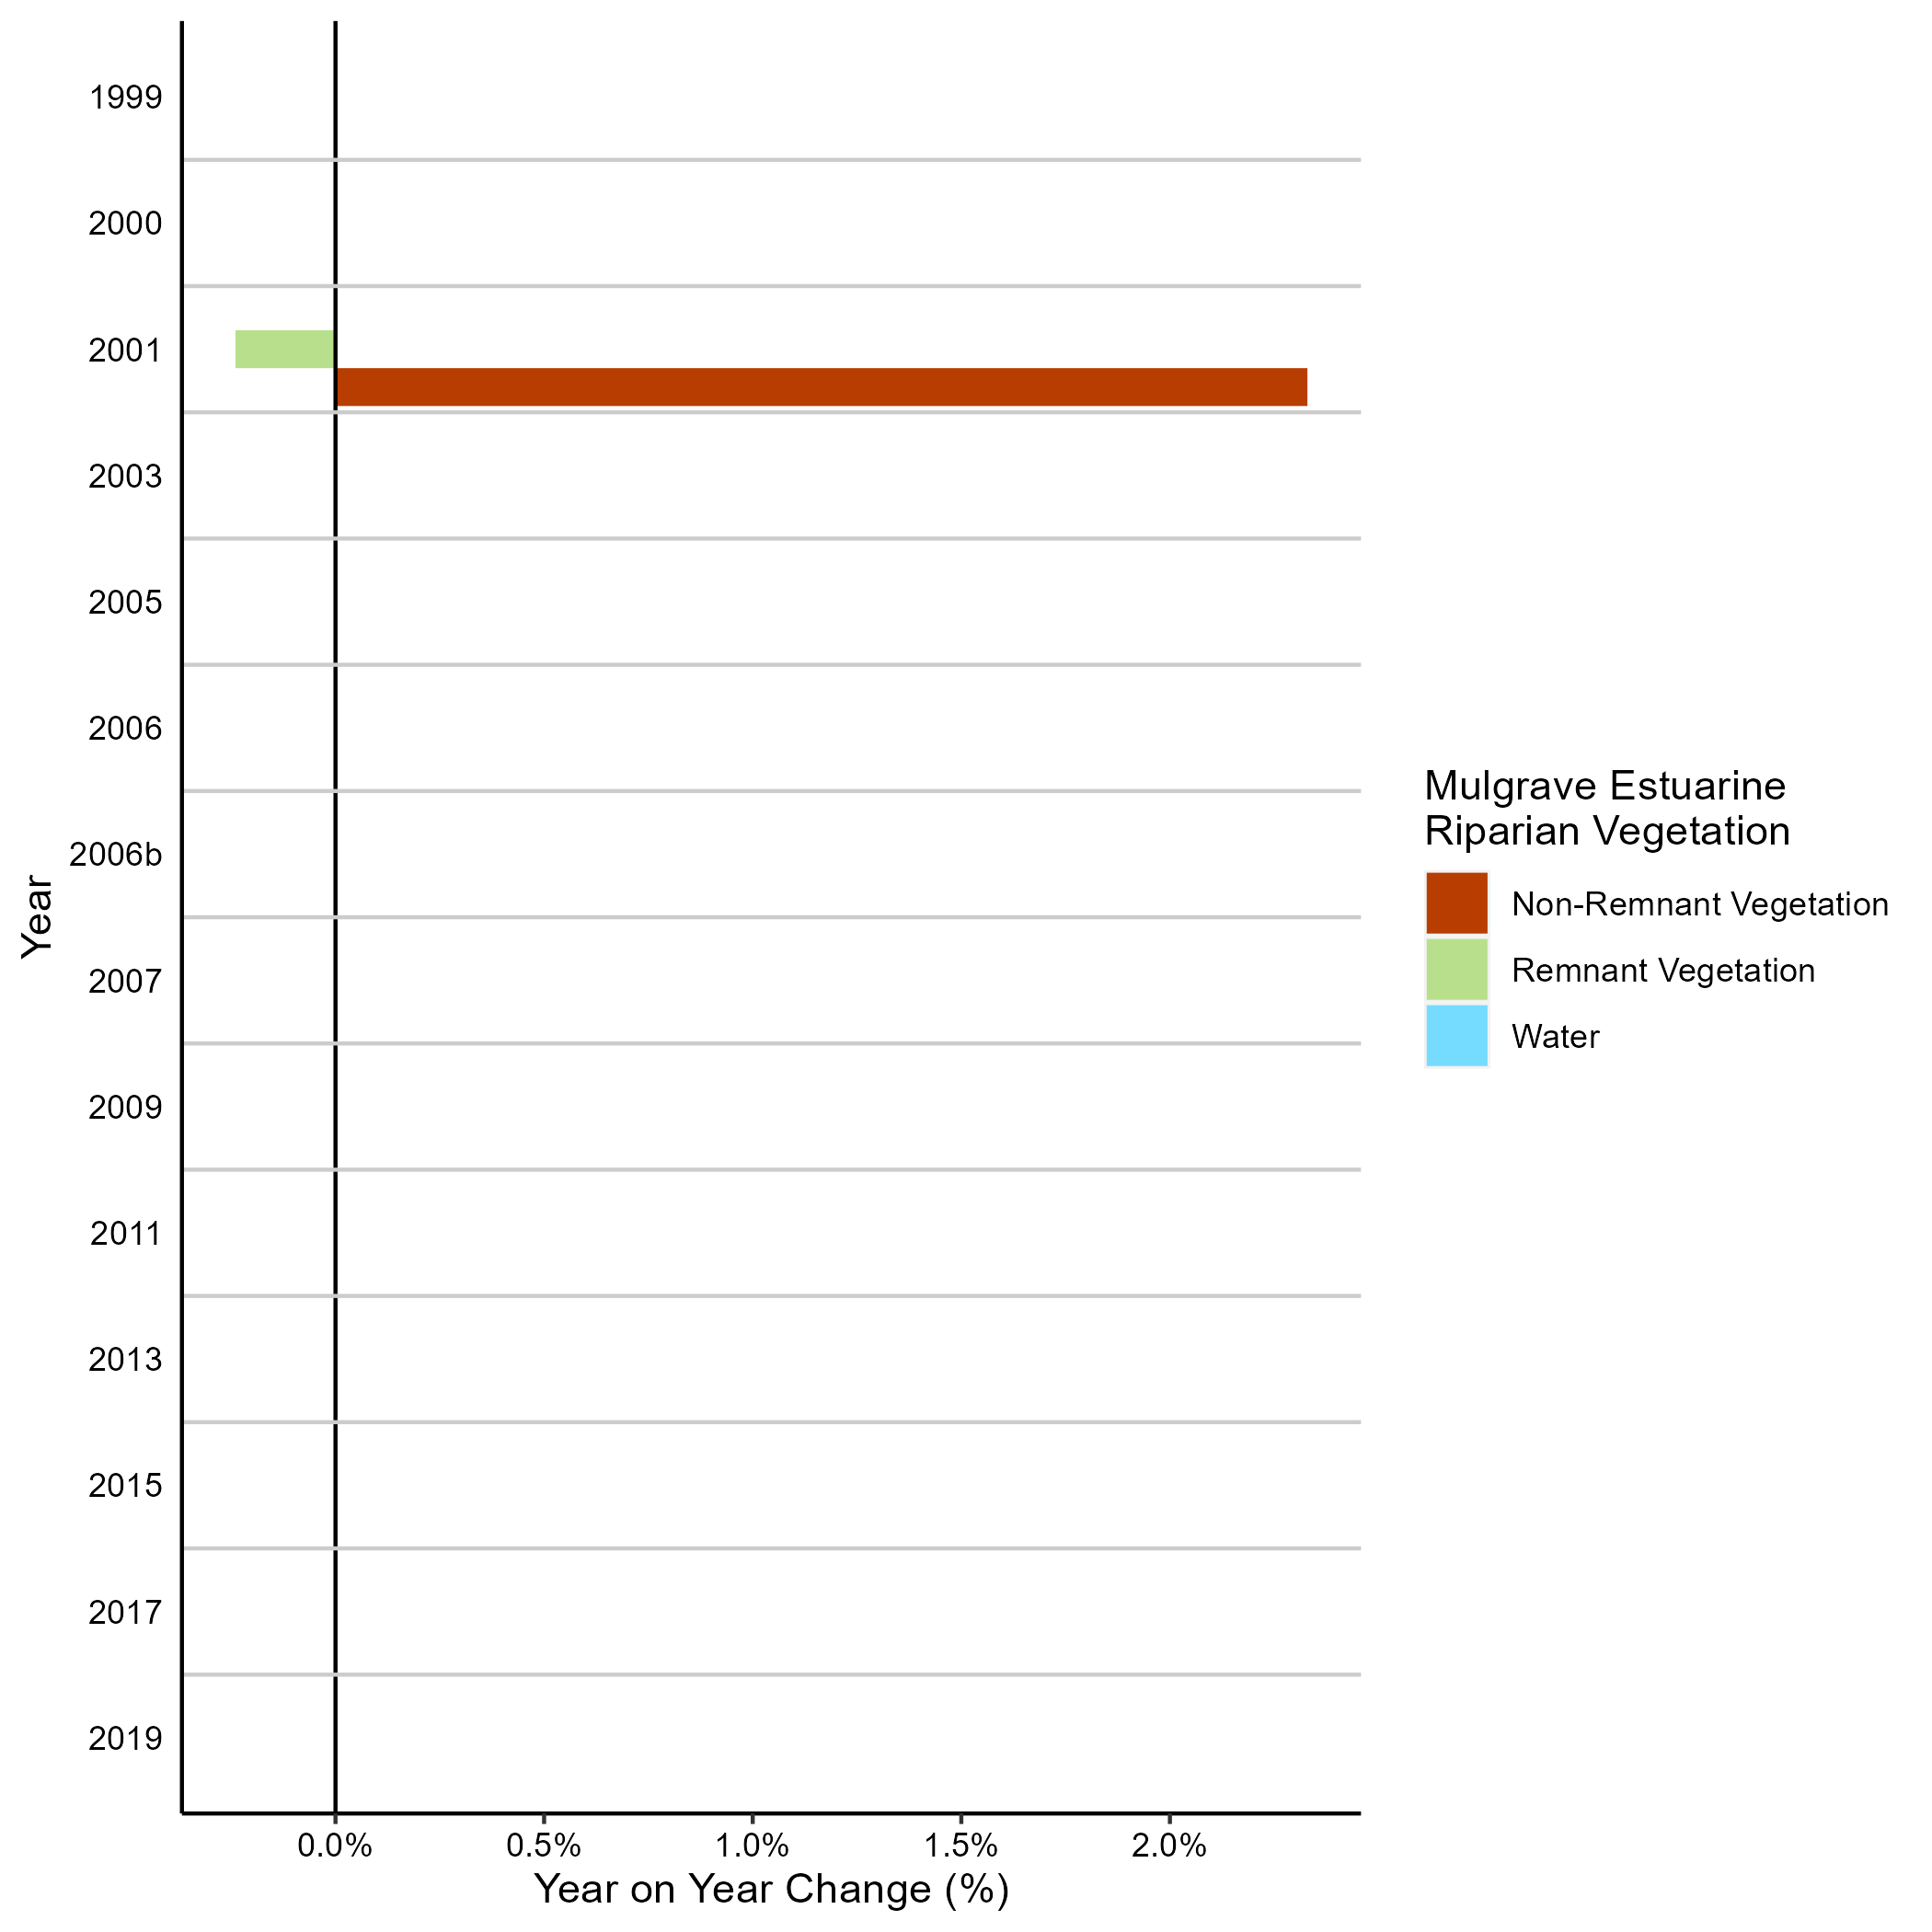 1999
2000
2001
2003
2005
2006
2006b
2007
2009
2011
2013
2015
2017
2019
Year
0.0%
0.5%
1.0%
1.5%
2.0%
Year on Year Change (%)
Mulgrave Estuarine
Riparian Vegetation
Non-Remnant Vegetation
Remnant Vegetation
Water